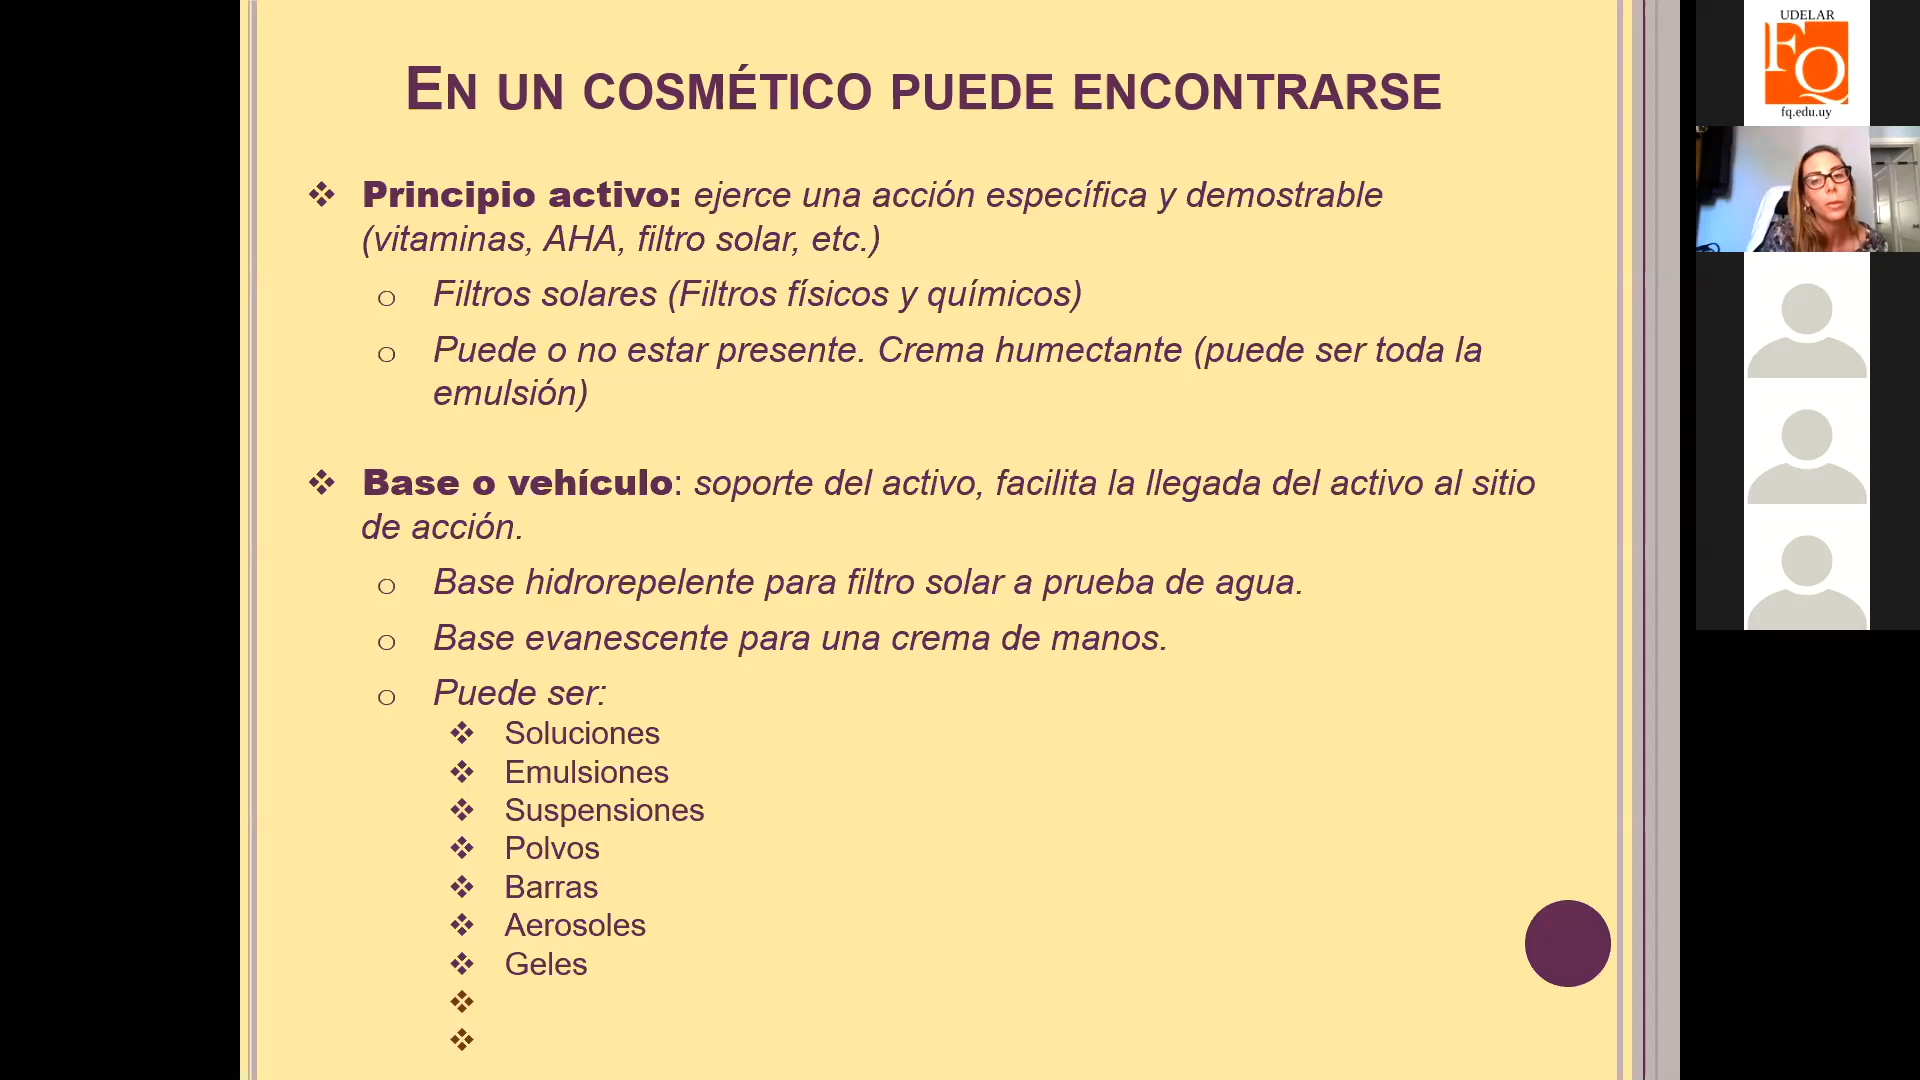 EN UN COSMÉTICO PUEDE ENCONTRARSE
Principio activo: ejerce una acción específica y demostrable
(vitaminas, AHA, filtro solar, etc.)
Filtros solares (Filtros físicos y químicos)
Puede o no estar presente. Crema humectante (puede ser toda la
emulsión)
Base o vehículo: soporte del activo, facilita la llegada del activo al sitio
de acción.
Base hidrorepelente para filtro solar a prueba de agua.
Base evanescente para una crema de manos.
Puede ser:
Soluciones
Emulsiones
Suspensiones
Polvos
Barras
Aerosoles
Geles
UDELAR
FQ
fq.edu.uy